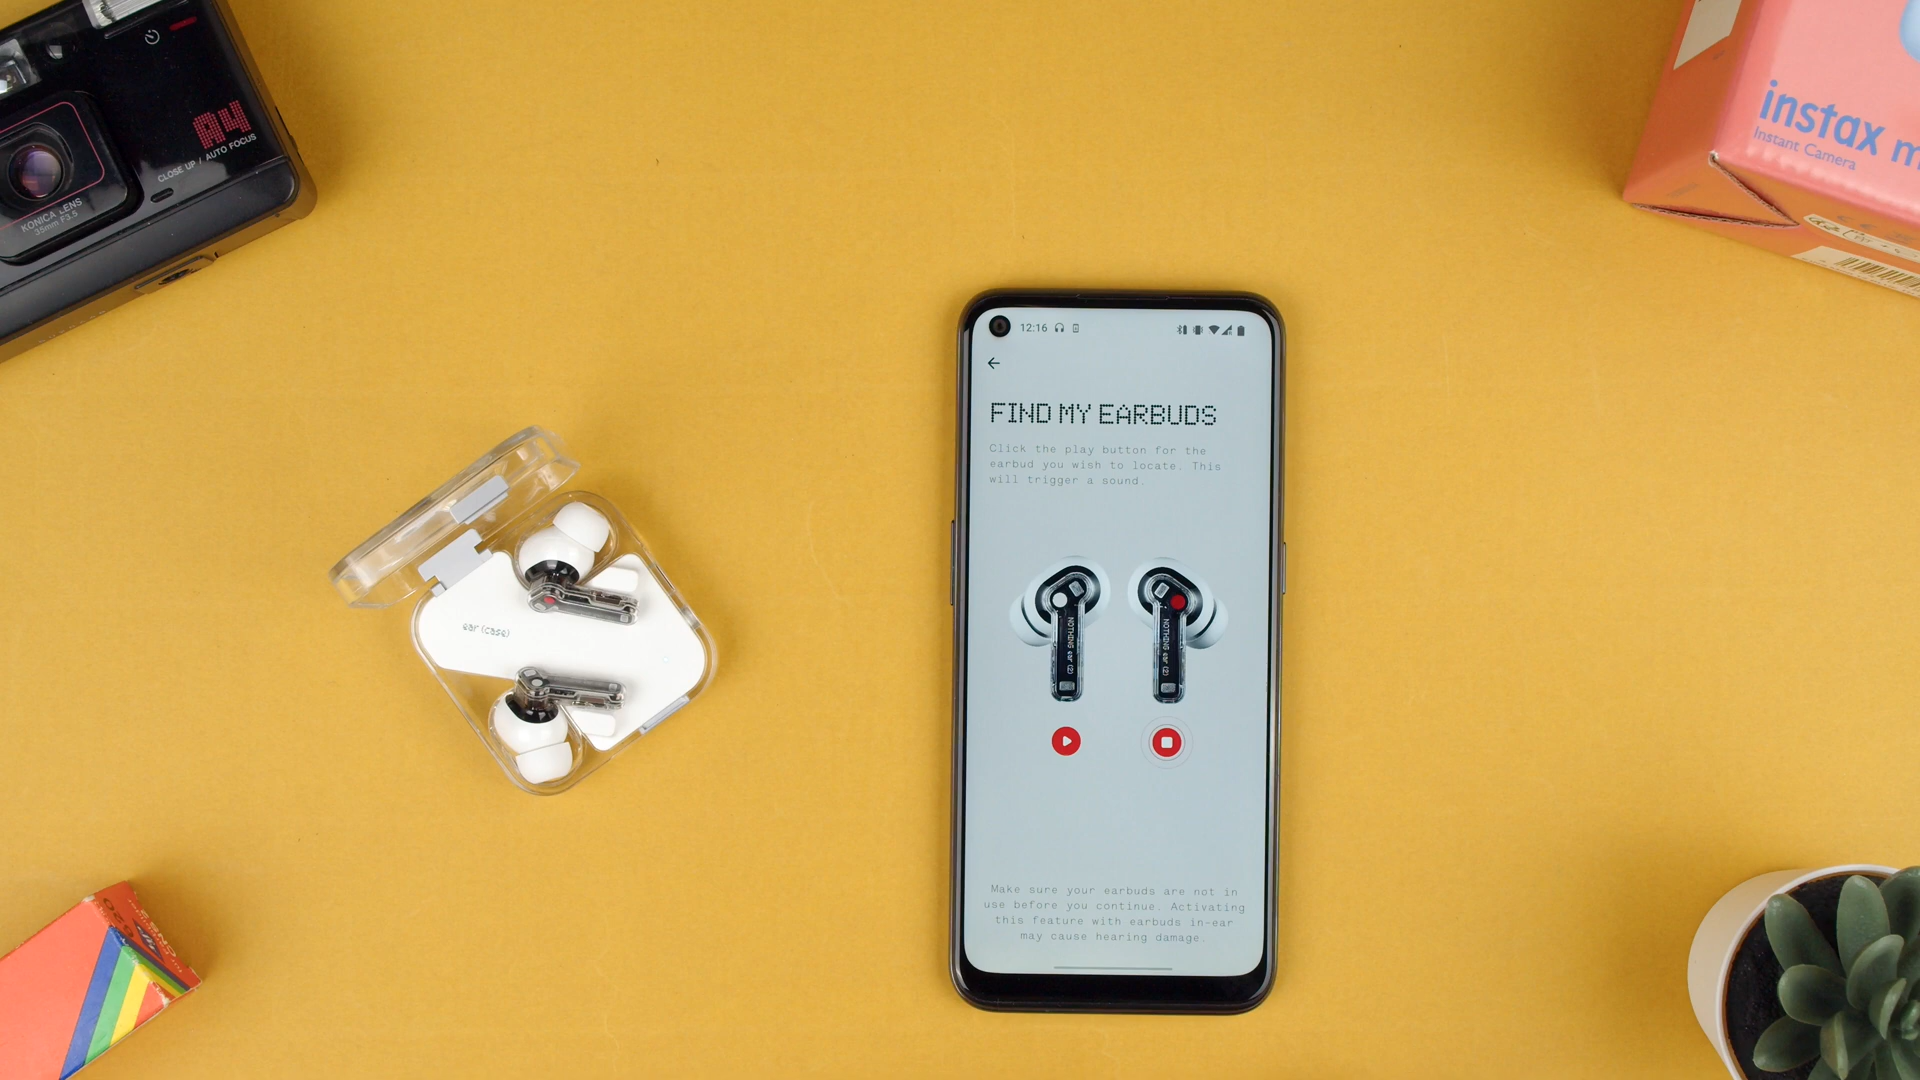 A4
CLOSE UP / AUTO FOCUS
KONICA LENS
35mm F3.5
instax m
Instant Camera
12:16
FIND MY EARBUDS
Click the play button for the
earbud you wish to locate. This
will trigger a sound.
NOTHING ear (2)
NOTHING ear (2)
Make sure your earbuds are not in
use before you continue. Activating
this feature with earbuds in-ear
may cause hearing damage.
ear (case)